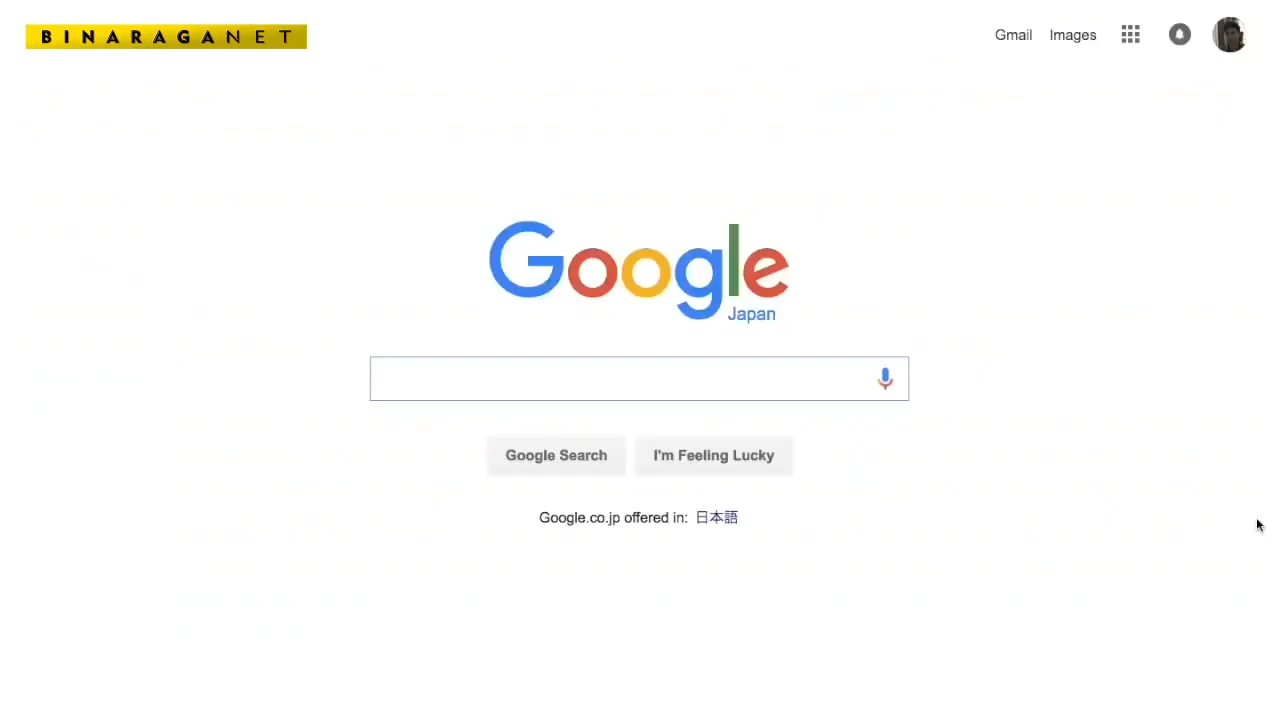 BINARAGANET
Gmail Images
Google
Japan
Google Search I'm Feeling Lucky
Google.co.jp offered in: 日本語